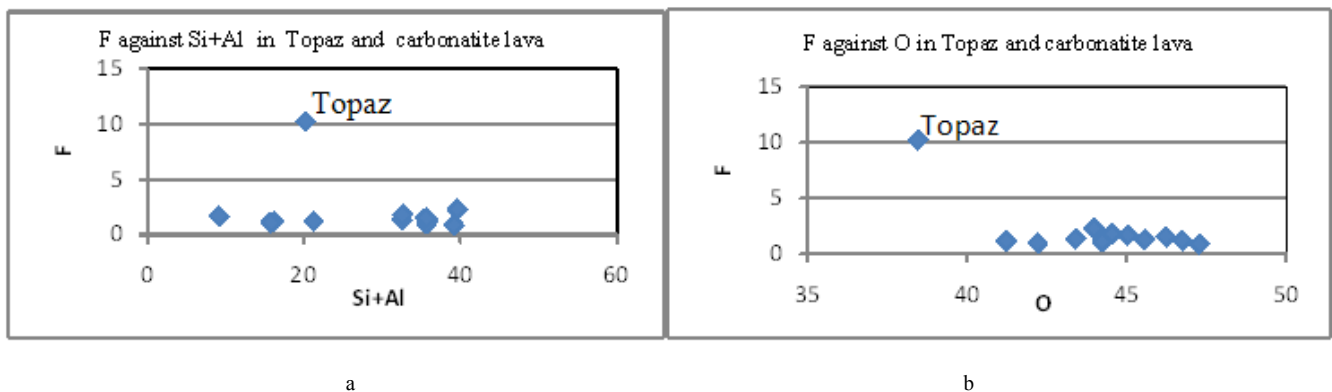 F against Si+Al in Topaz and carbonatite lava
15
10
5
0
F
Topaz
0 20 40 60
Si+Al
a
F against O in Topaz and carbonatite lava
15
10
5
0
F
Topaz
35 40 45 50
O
b